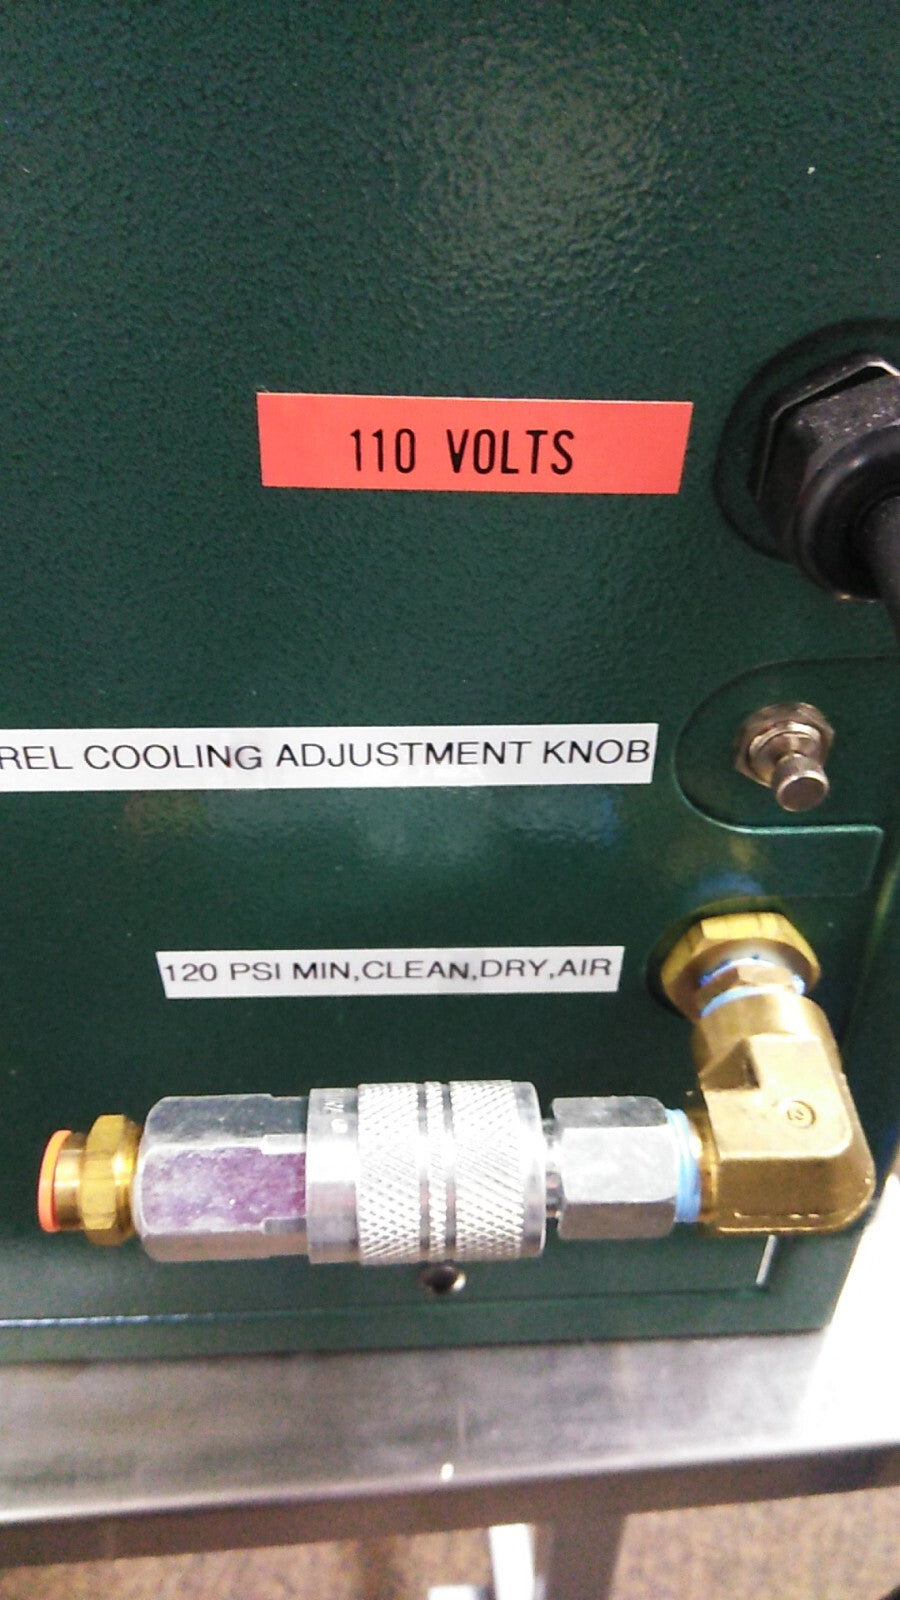 110 VOLTS
REL COOLING ADJUSTMENT KNOB
120 PSI MIN,CLEAN,DRY,AIR